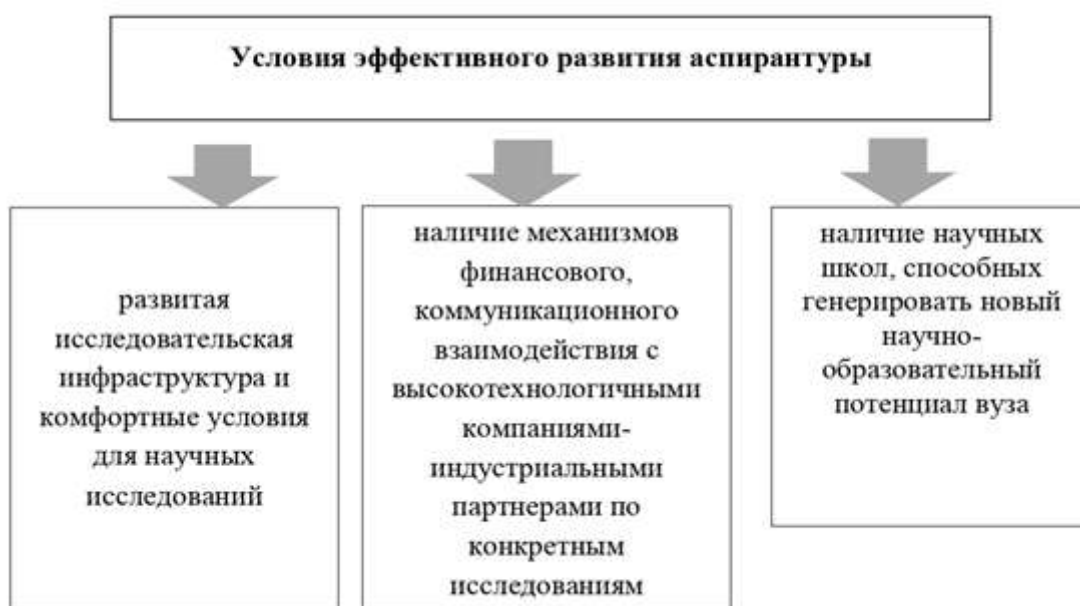 Условия эффективного развития аспирантуры
развитая
исследовательская
инфраструктура и
комфортные условия
для научных
исследований
наличие механизмов
финансового,
коммуникационного
взаимодействия с
высокотехнологичными
компаниями-
индустриальными
партнерами по
конкретным
исследованиям
наличие научных
школ, способных
генерировать новый
научно-
образовательный
потенциал вуза